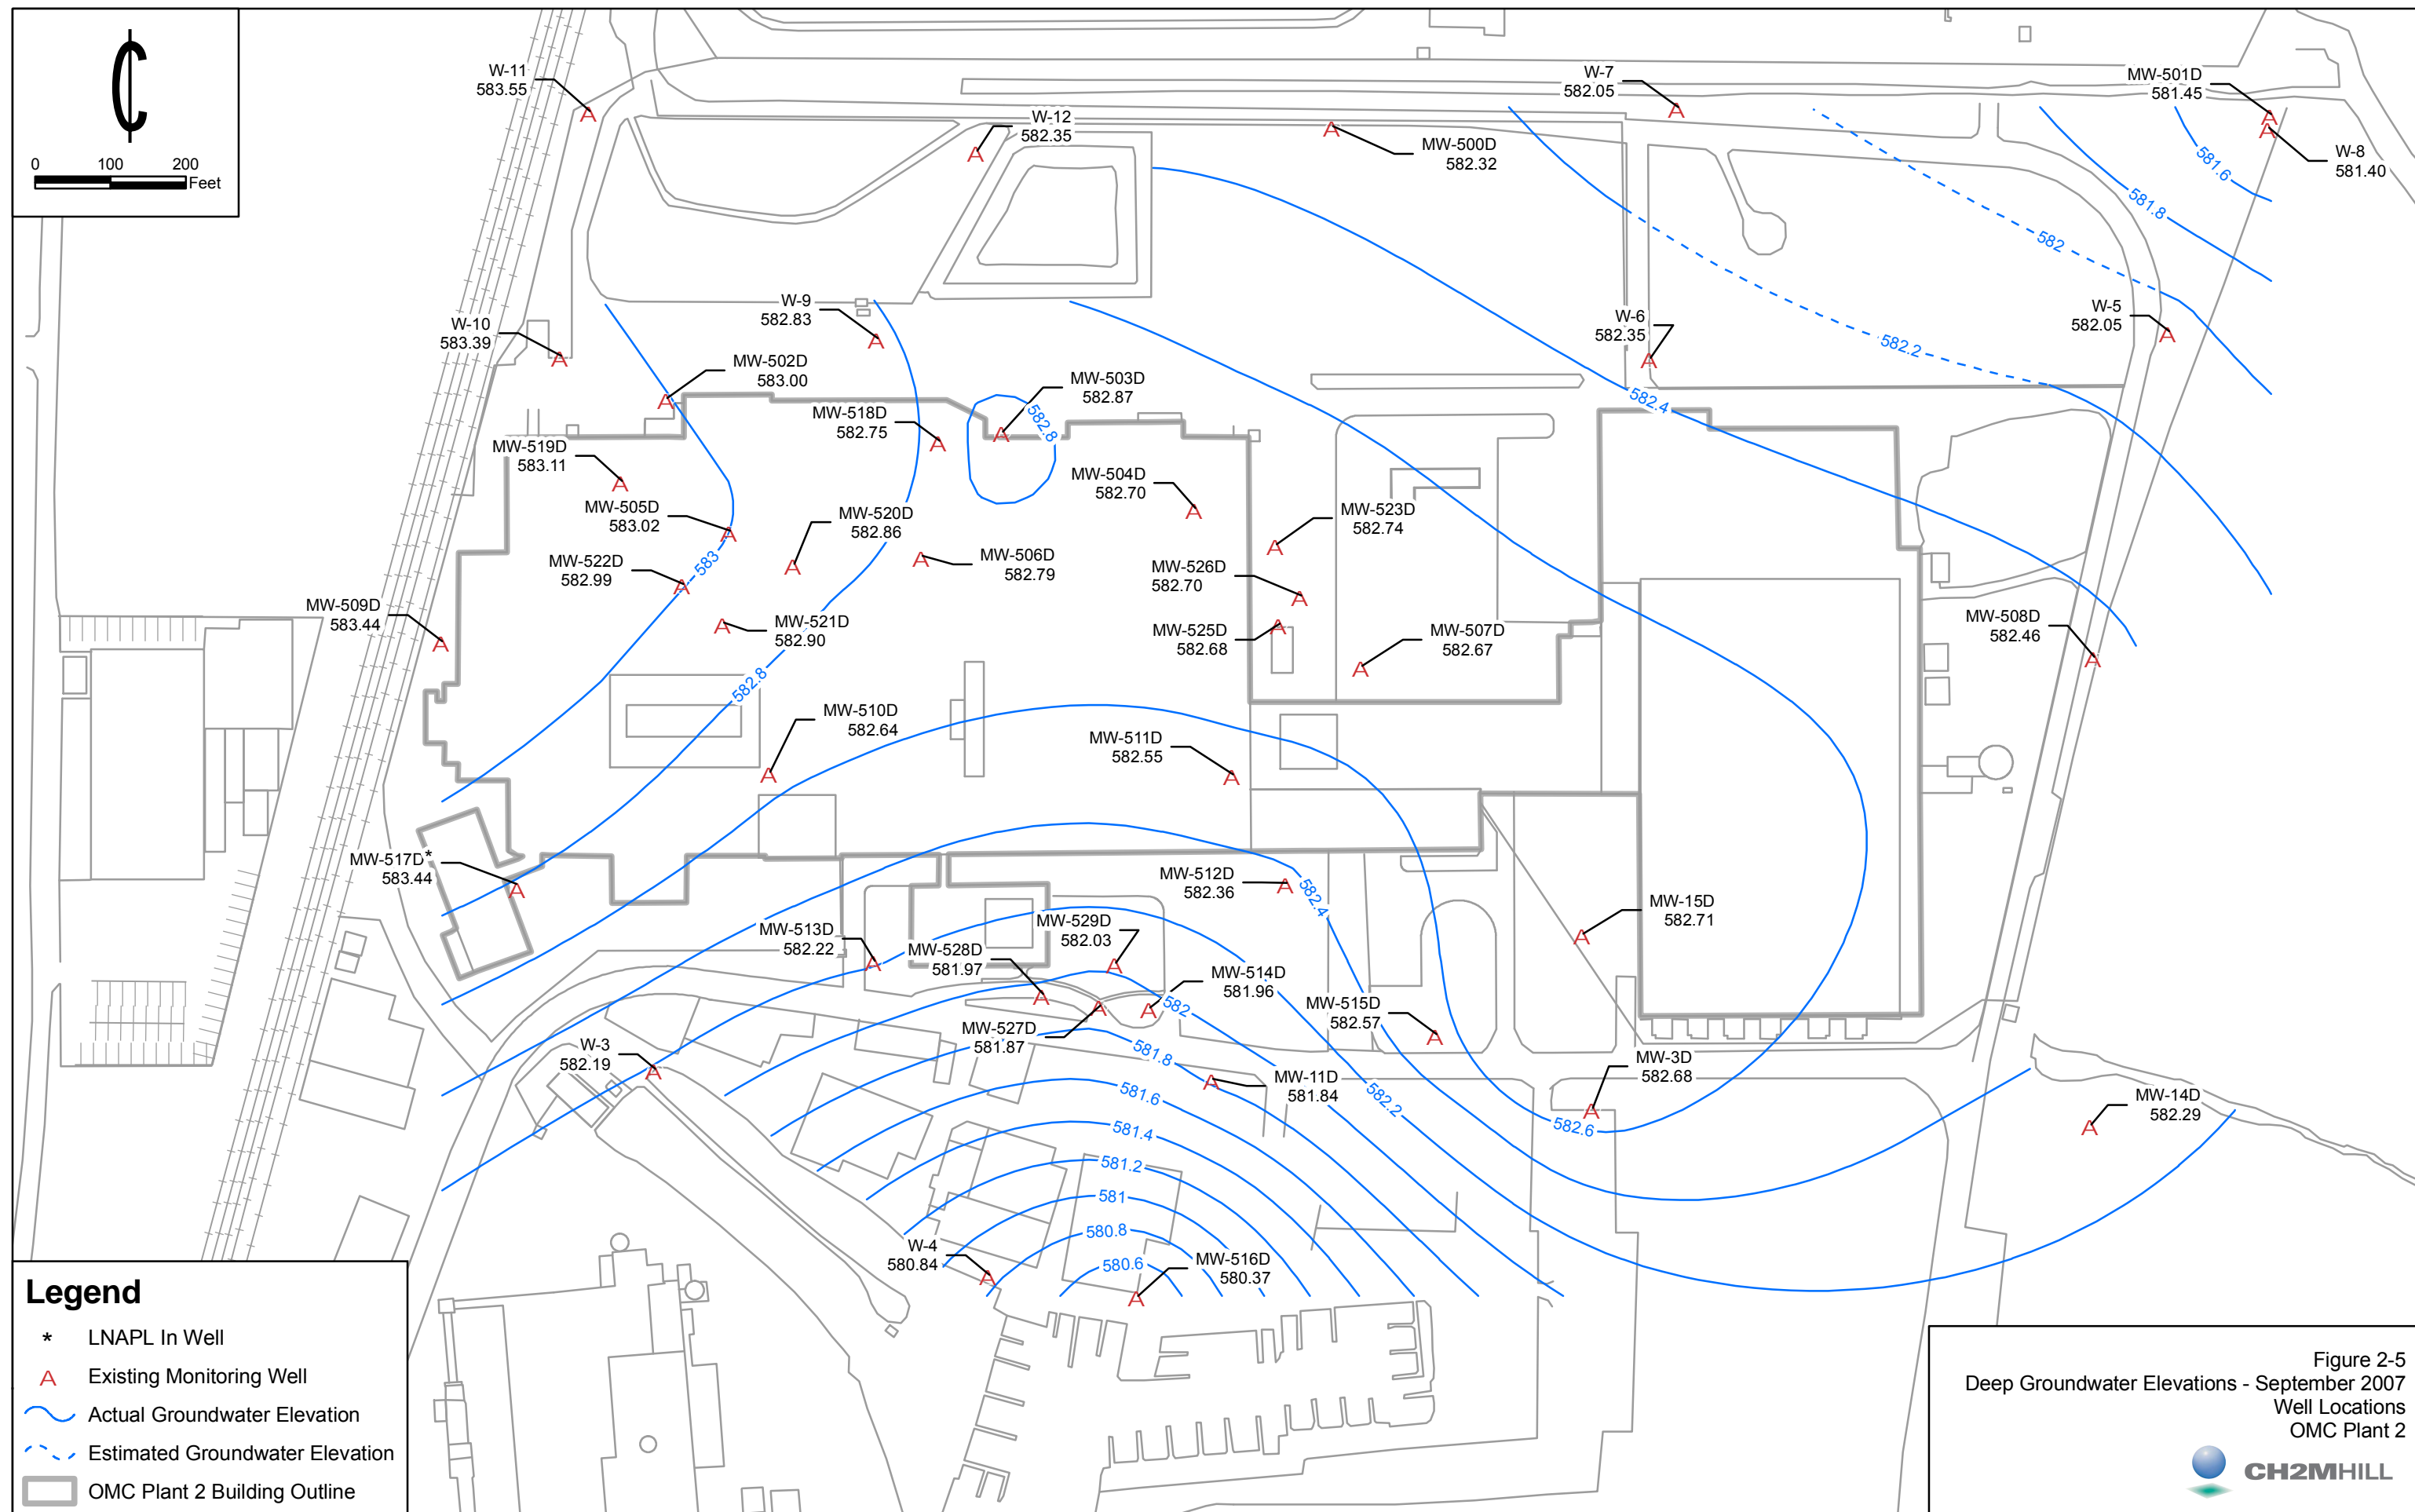 0
100
200
Feet
W-11
583.55
W-7
582.05
MW-501D
581.45
W-12
582.35
MW-500D
582.32
W-8
581.40
581.6
581.8
582
W-9
582.83
W-10
583.39
W-6
582.35
W-5
582.05
582.2
MW-502D
583.00
MW-503D
582.87
582.8
582.4
MW-518D
582.75
MW-519D
583.11
MW-504D
582.70
MW-505D
583.02
MW-520D
582.86
MW-523D
582.74
583
MW-522D
582.99
MW-506D
582.79
MW-526D
582.70
MW-509D
583.44
MW-521D
582.90
MW-525D
582.68
MW-507D
582.67
MW-508D
582.46
582.8
MW-510D
582.64
MW-511D
582.55
MW-517D*
583.44
MW-512D
582.36
582.4
MW-15D
582.71
MW-513D
582.22
MW-529D
582.03
MW-528D
581.97
MW-514D
581.96
582
MW-515D
582.57
MW-527D
581.87
581.8
W-3
582.19
MW-11D
581.84
582.2
MW-3D
582.68
582.6
MW-14D
582.29
581.6
581.4
581.2
581
580.8
580.6
W-4
580.84
MW-516D
580.37
Legend
* LNAPL In Well
A Existing Monitoring Well
Actual Groundwater Elevation
Estimated Groundwater Elevation
OMC Plant 2 Building Outline
Figure 2-5
Deep Groundwater Elevations - September 2007
Well Locations
OMC Plant 2
CH2MHILL